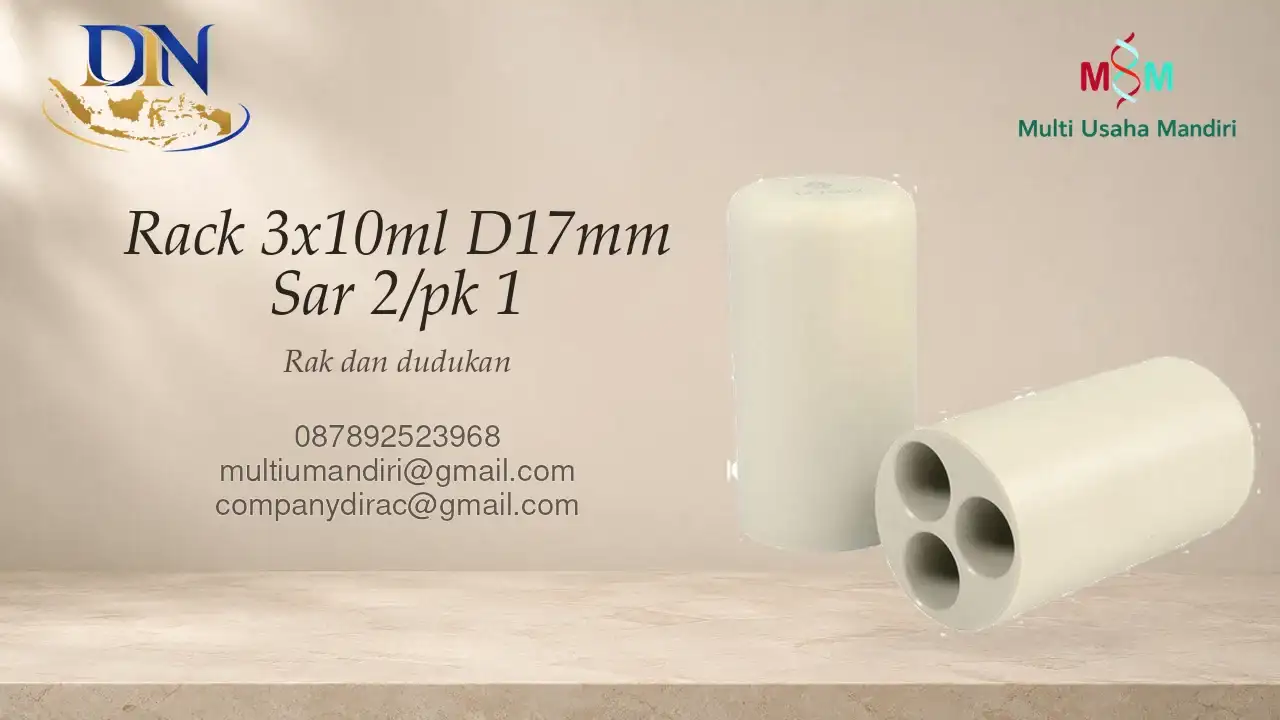 DIN
M M
Multi Usaha Mandiri
Rack 3x10ml D17mm
Sar 2/pk 1
Rak dan dudukan
087892523968
multiumandiri@gmail.com
companydirac@gmail.com